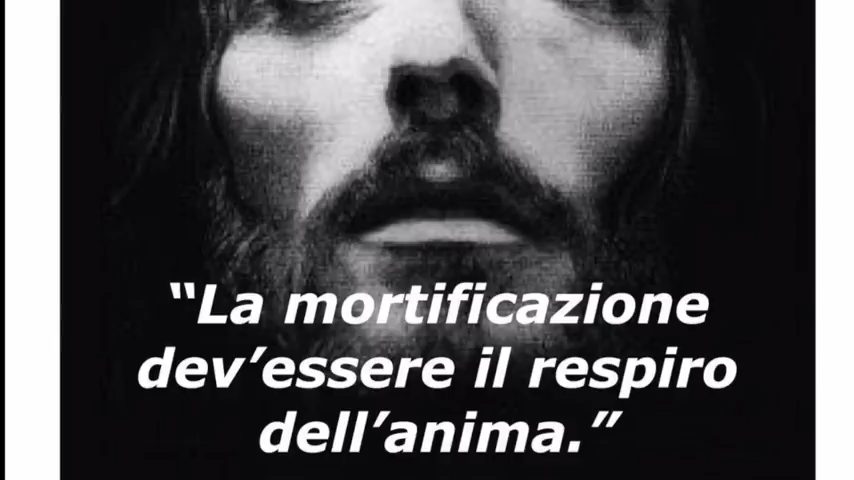 “La mortificazione
dev’essere il respiro
dell’anima.”